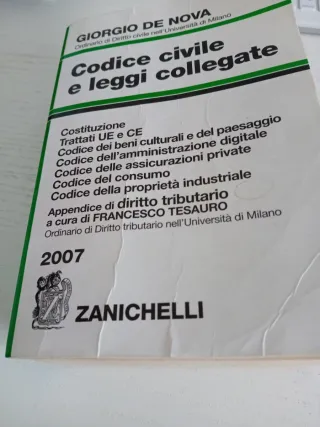 GIORGIO DE NOVA
Ordinario di Diritto civile nell'Università di Milano
Codice civile
e leggi collegate
Costituzione
Trattati UE e CE
Codice dei beni culturali e del paesaggio
Codice dell'amministrazione digitale
Codice delle assicurazioni private
Codice del consumo
Codice della proprietà industriale
Appendice di diritto tributario
a cura di FRANCESCO TESAURO
Ordinario di Diritto tributario nell'Università di Milano
2007
ZANICHELLI